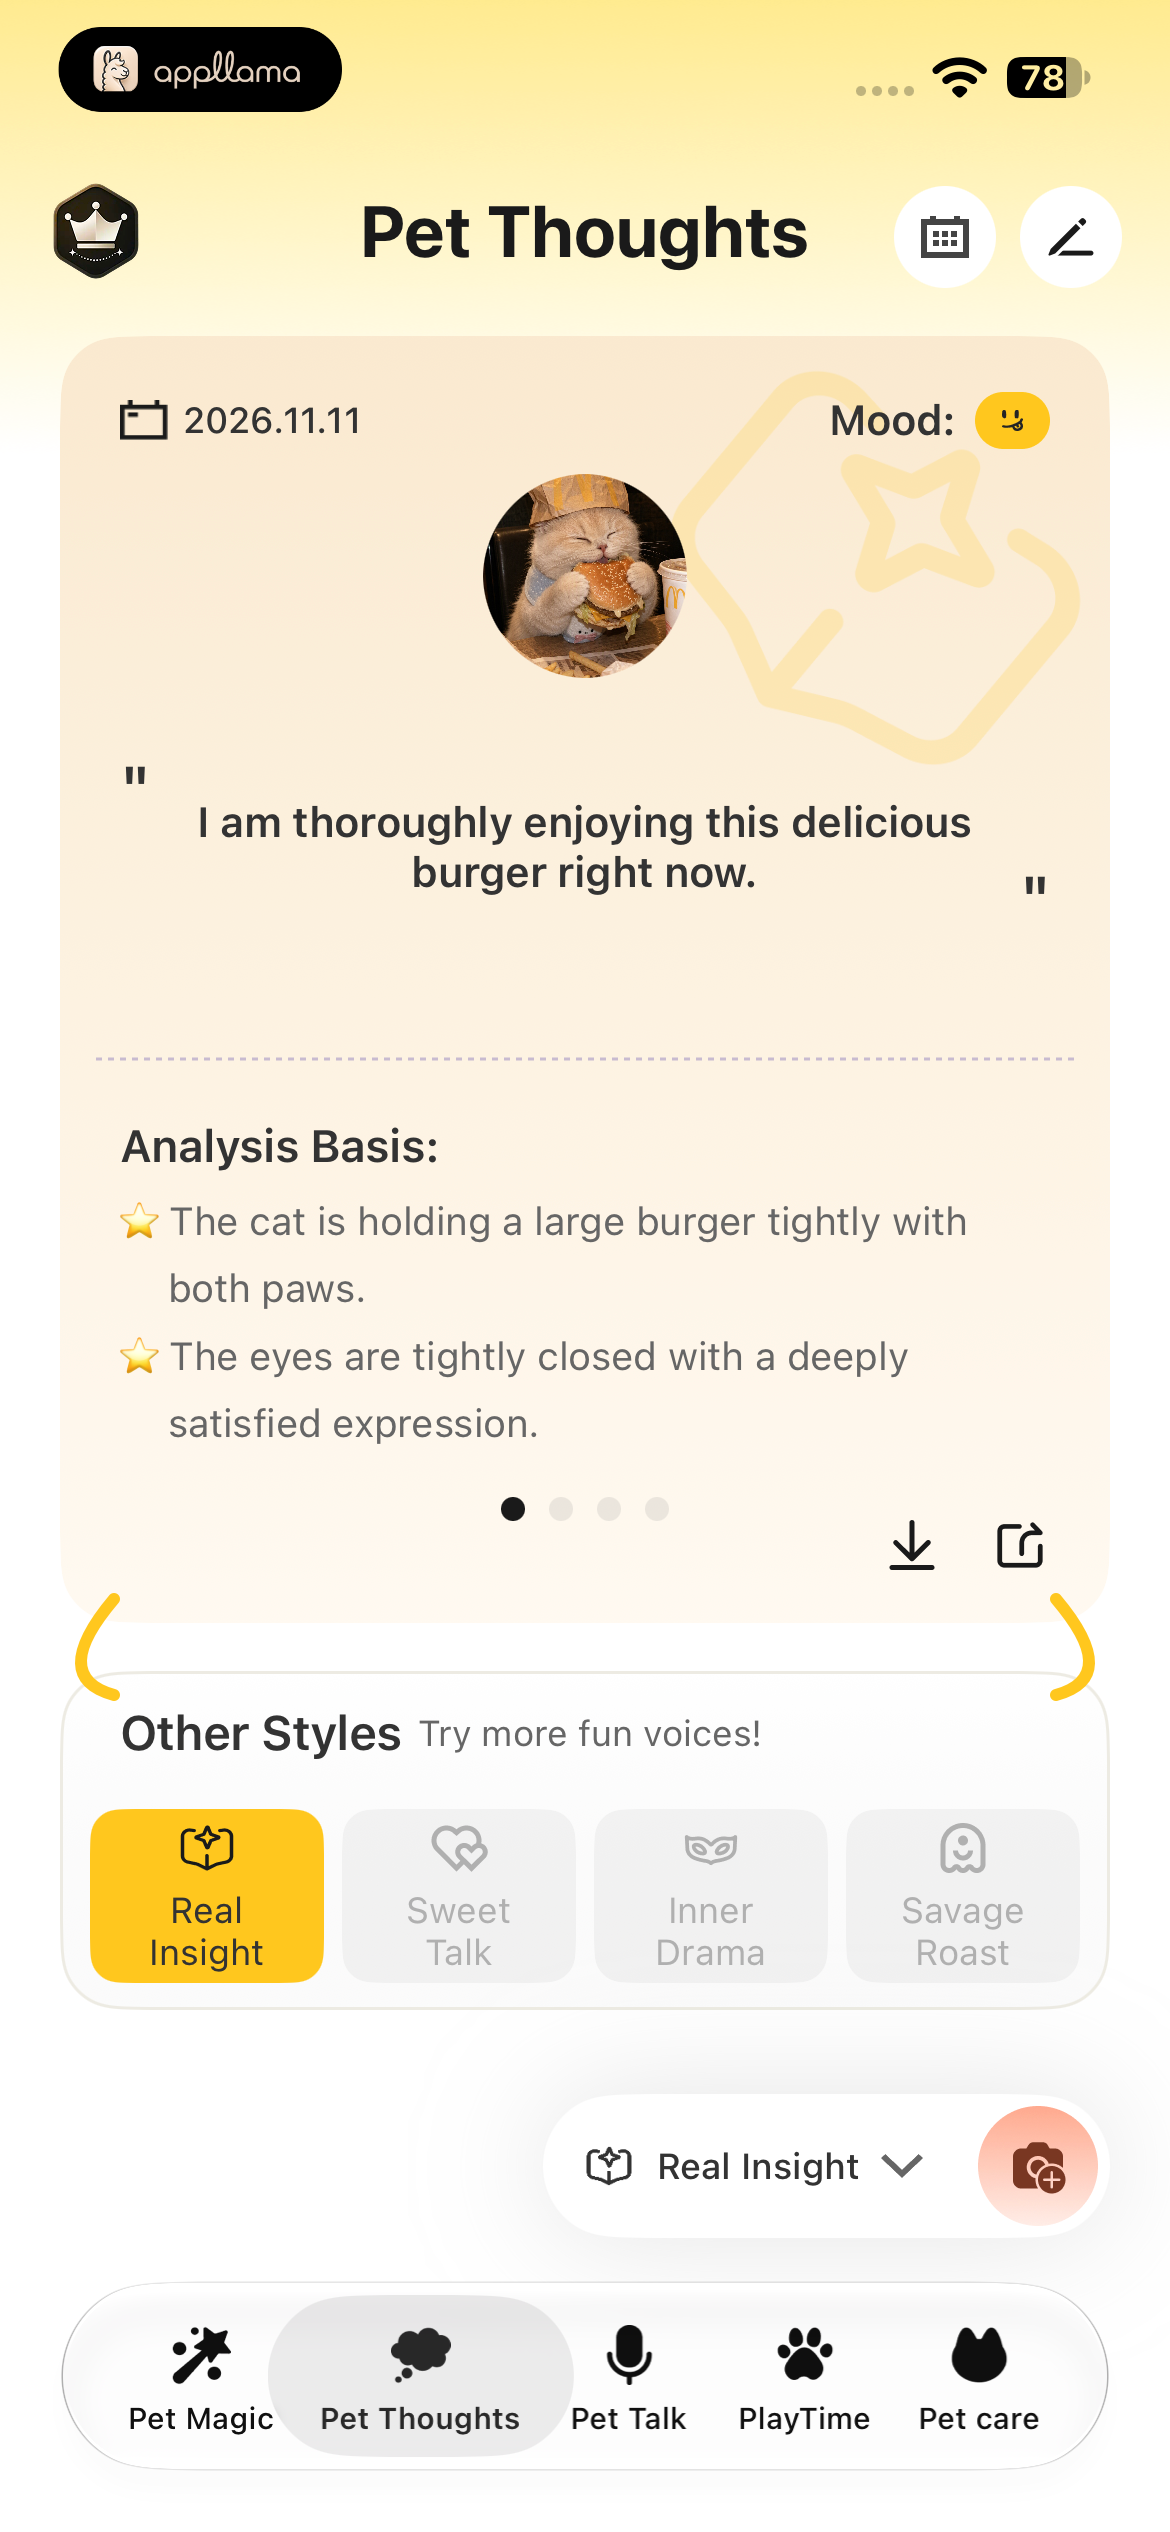 appllama
78
Pet Thoughts
2026.11.11
Mood:
"
I am thoroughly enjoying this delicious
burger right now.
"
Analysis Basis:
⭐ The cat is holding a large burger tightly with
both paws.
⭐ The eyes are tightly closed with a deeply
satisfied expression.
Other Styles Try more fun voices!
Real
Insight
Sweet
Talk
Inner
Drama
Savage
Roast
Real Insight
Pet Magic
Pet Thoughts
Pet Talk
PlayTime
Pet care